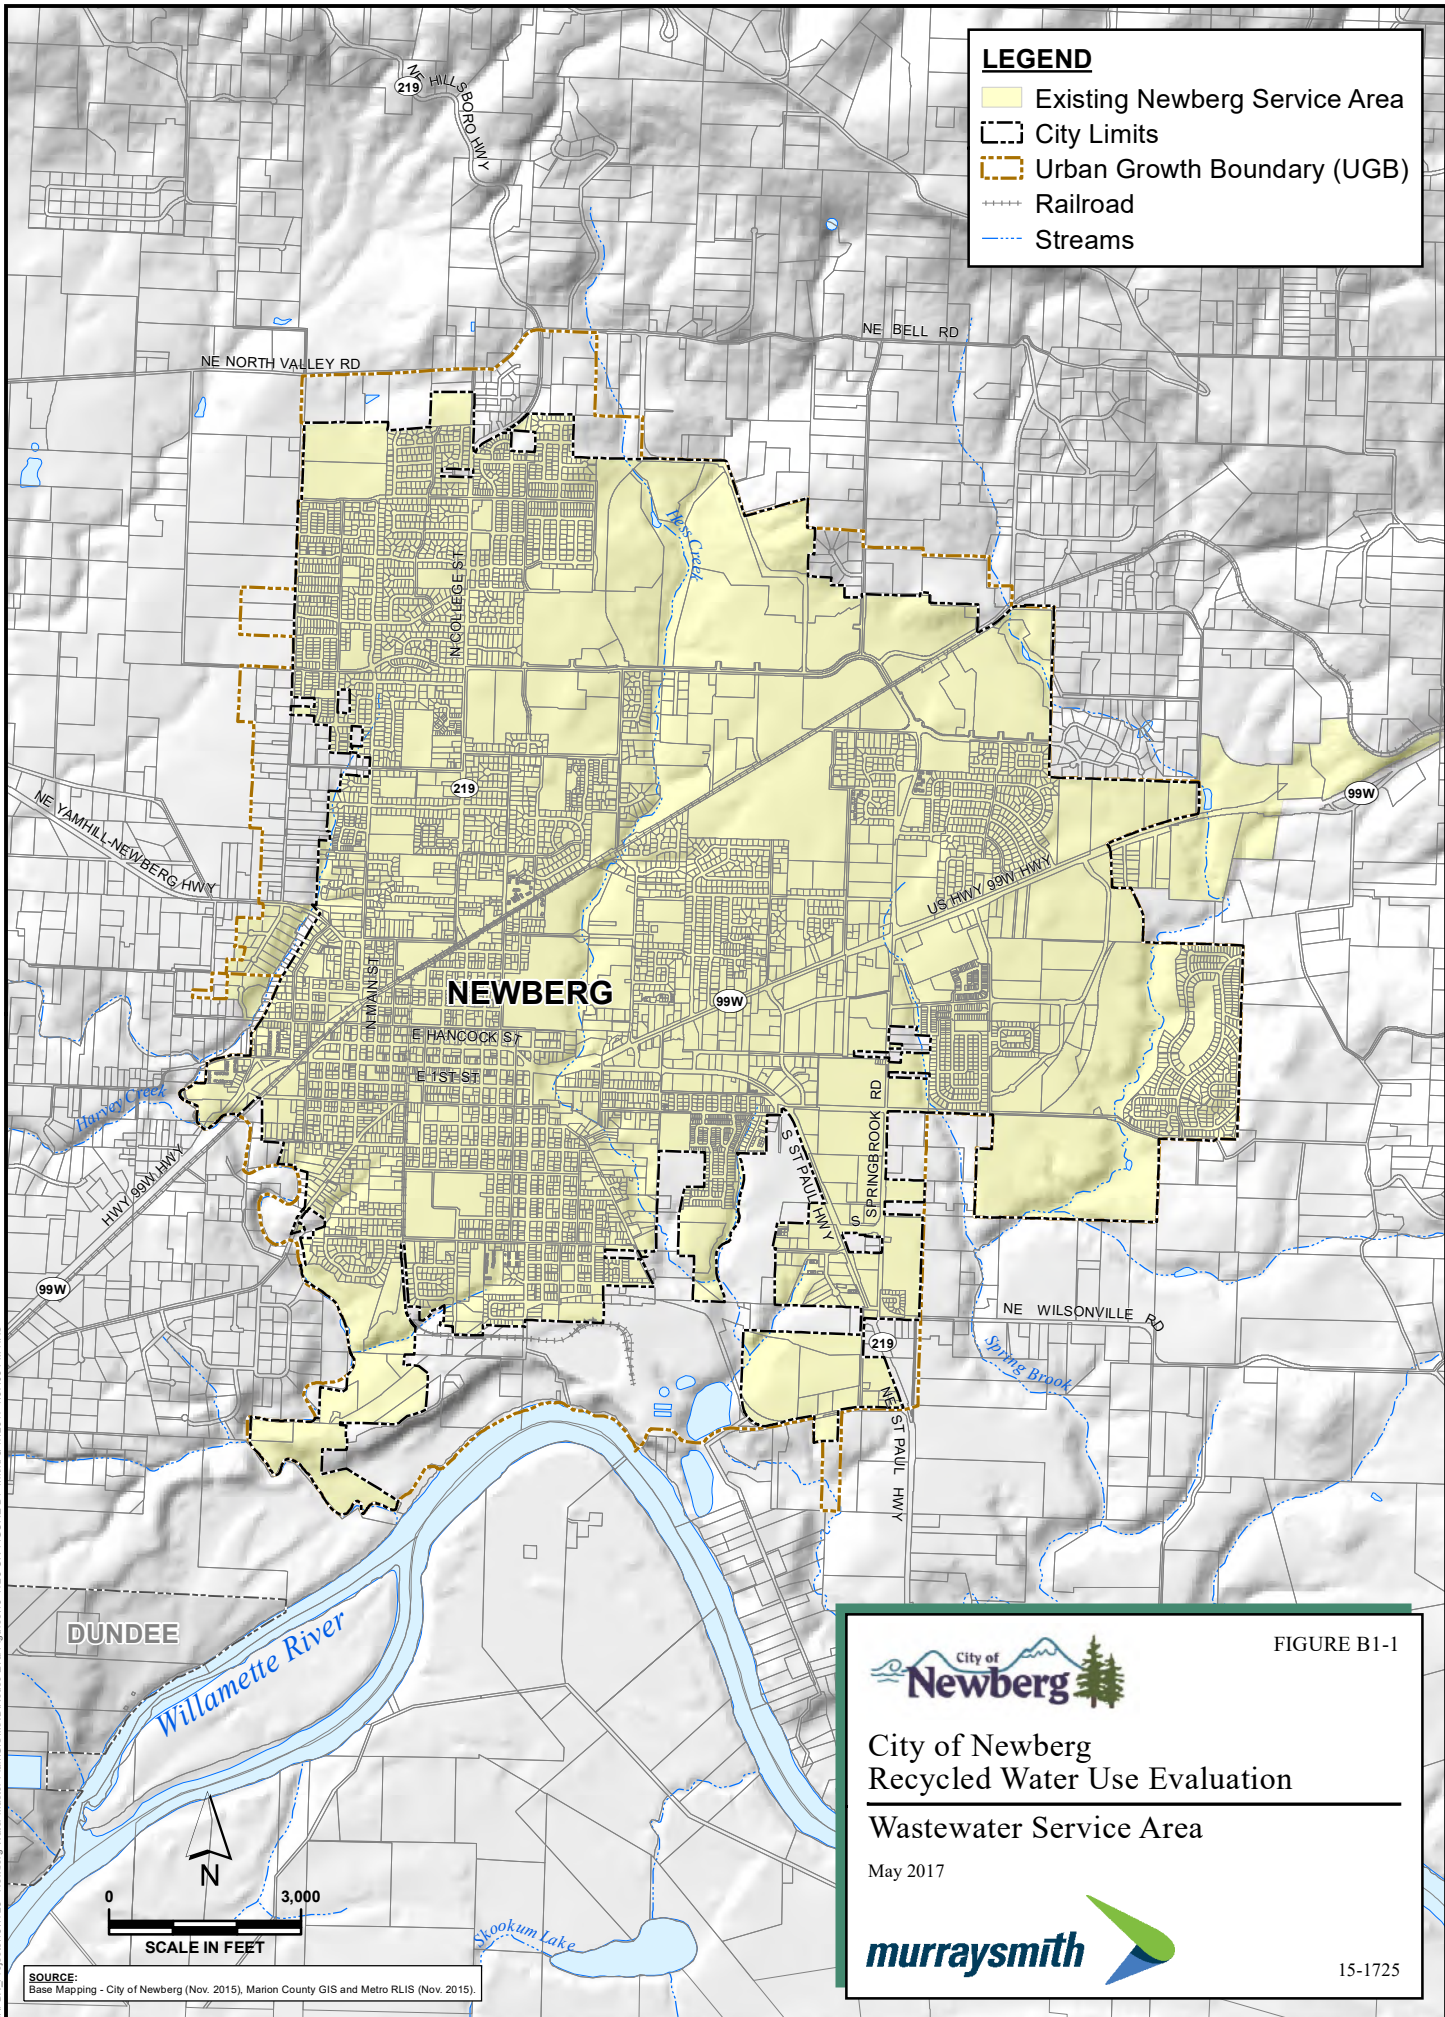 LEGEND
Existing Newberg Service Area
City Limits
Urban Growth Boundary (UGB)
Railroad
Streams
219
NE HILLSBORO HWY
NE BELL RD
NE NORTH VALLEY RD
Hess Creek
N COLLEGE ST
219
99W
NE YAMHILL-NEWBERG HWY
US HWY 99W HWY
N MAIN ST
NEWBERG
99W
E HANCOCK ST
E 1ST ST
Harvey Creek
HWY 99W HWY
S ST PAUL HWY
SPRINGBROOK RD
S
99W
NE WILSONVILLE RD
219
Spring Brook
NE ST PAUL HWY
DUNDEE
Willamette River
N
0 3,000
SCALE IN FEET
Skookum Lake
SOURCE:
Base Mapping - City of Newberg (Nov. 2015), Marion County GIS and Metro RLIS (Nov. 2015).
FIGURE B1-1
City of
Newberg
City of Newberg
Recycled Water Use Evaluation
Wastewater Service Area
May 2017
murraysmith
15-1725